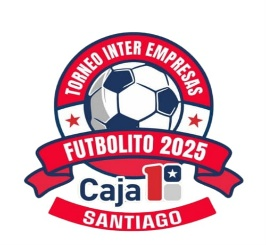 TORNEO INTER EMPRESAS
FUTBOLITO 2025
Caja 18
SANTIAGO